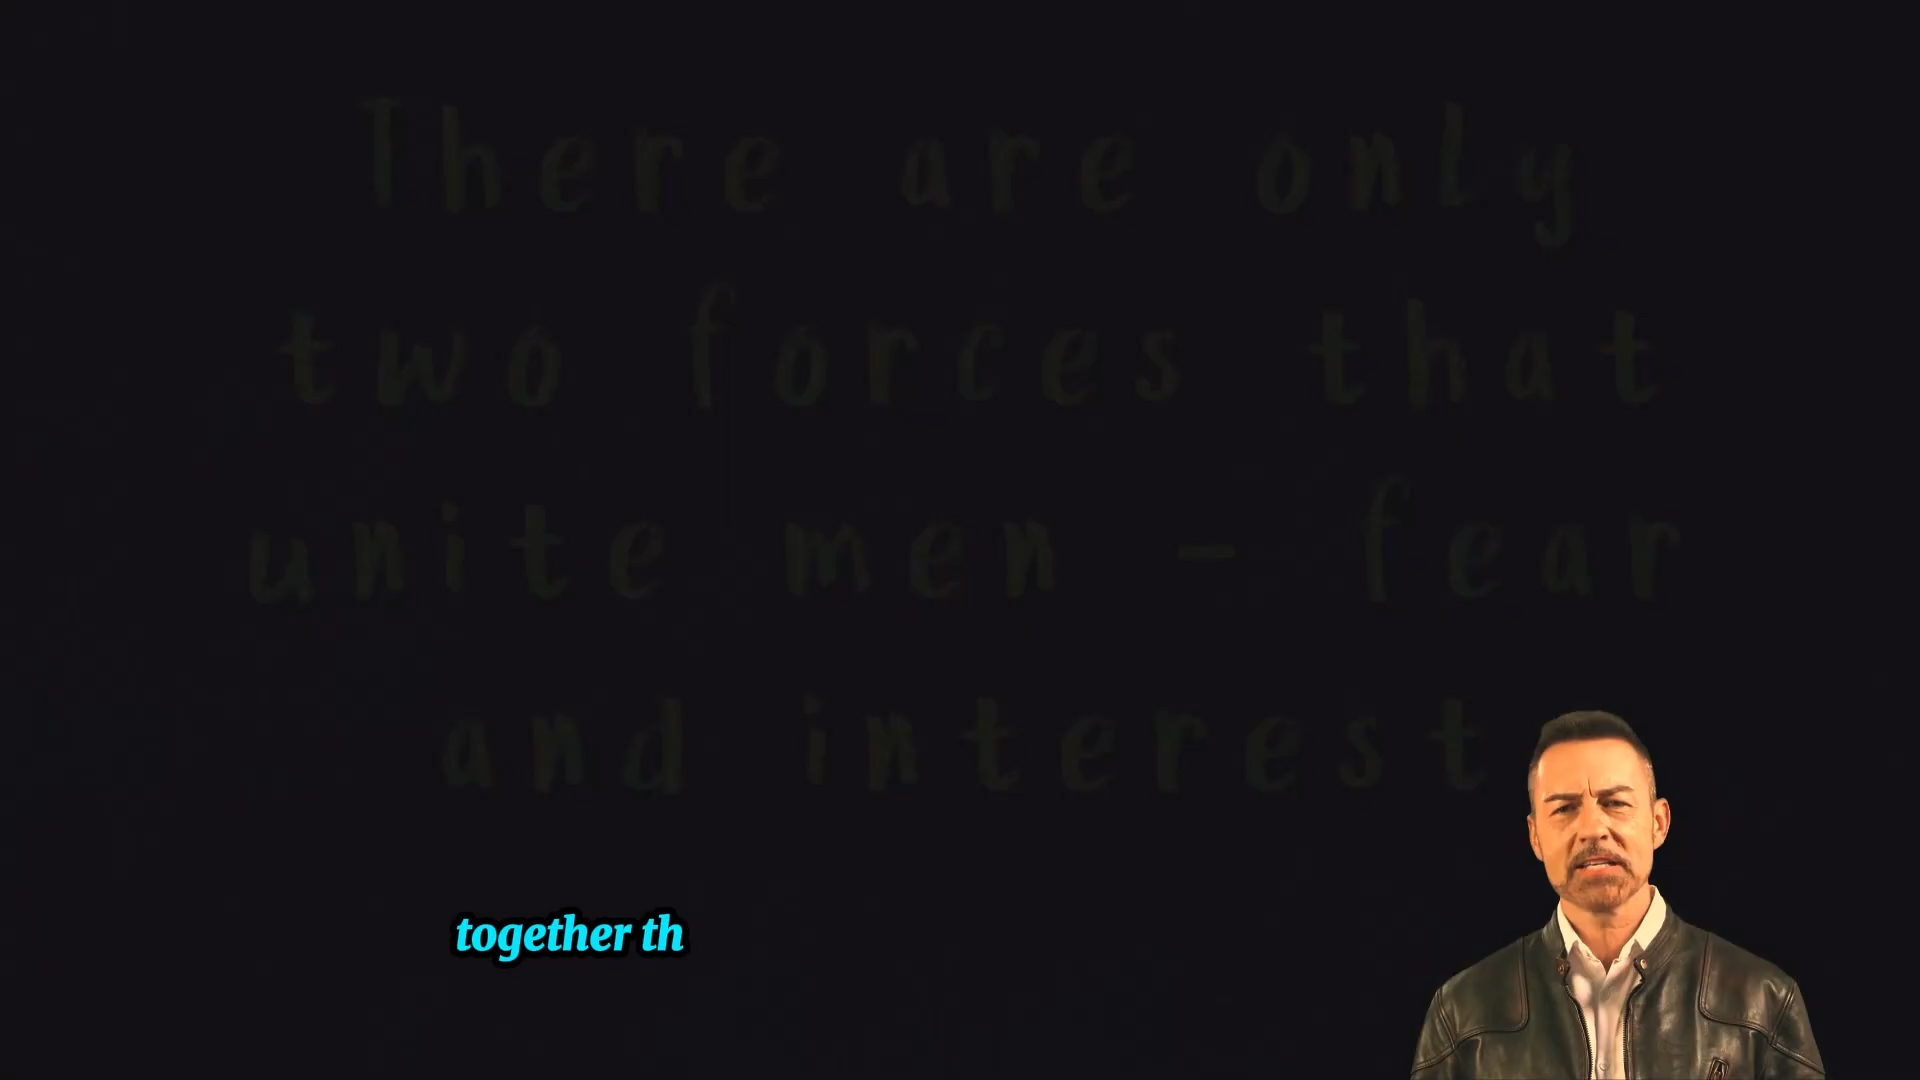 There are only
two forces that
unite men - fear
and interest
together th